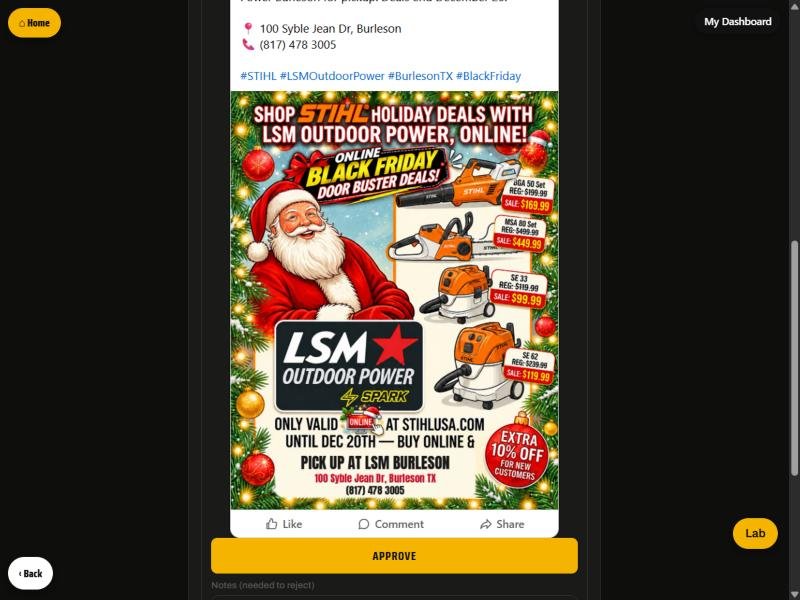 ⌂ Home
My Dashboard
100 Syble Jean Dr, Burleson
(817) 478 3005
#STIHL #LSMOutdoorPower #BurlesonTX #BlackFriday
SHOP STIHL HOLIDAY DEALS WITH
LSM OUTDOOR POWER, ONLINE!
ONLINE
BLACK FRIDAY
DOOR BUSTER DEALS!
STIHL
BGA 50 Set
REG: $199.99
SALE: $169.99
MSA 80 Set
REG: $499.99
SALE: $449.99
SE 33
REG: $119.99
SALE: $99.99
SE 62
REG: $239.99
SALE: $119.99
LSM
OUTDOOR POWER
SPARK
ONLY VALID ONLINE AT STIHLUSA.COM
UNTIL DEC 20TH — BUY ONLINE &
PICK UP AT LSM BURLESON
100 Syble Jean Dr, Burleson TX
(817) 478 3005
EXTRA
10% OFF
FOR NEW
CUSTOMERS
Like
Comment
Share
APPROVE
Notes (needed to reject)
Lab
‹ Back